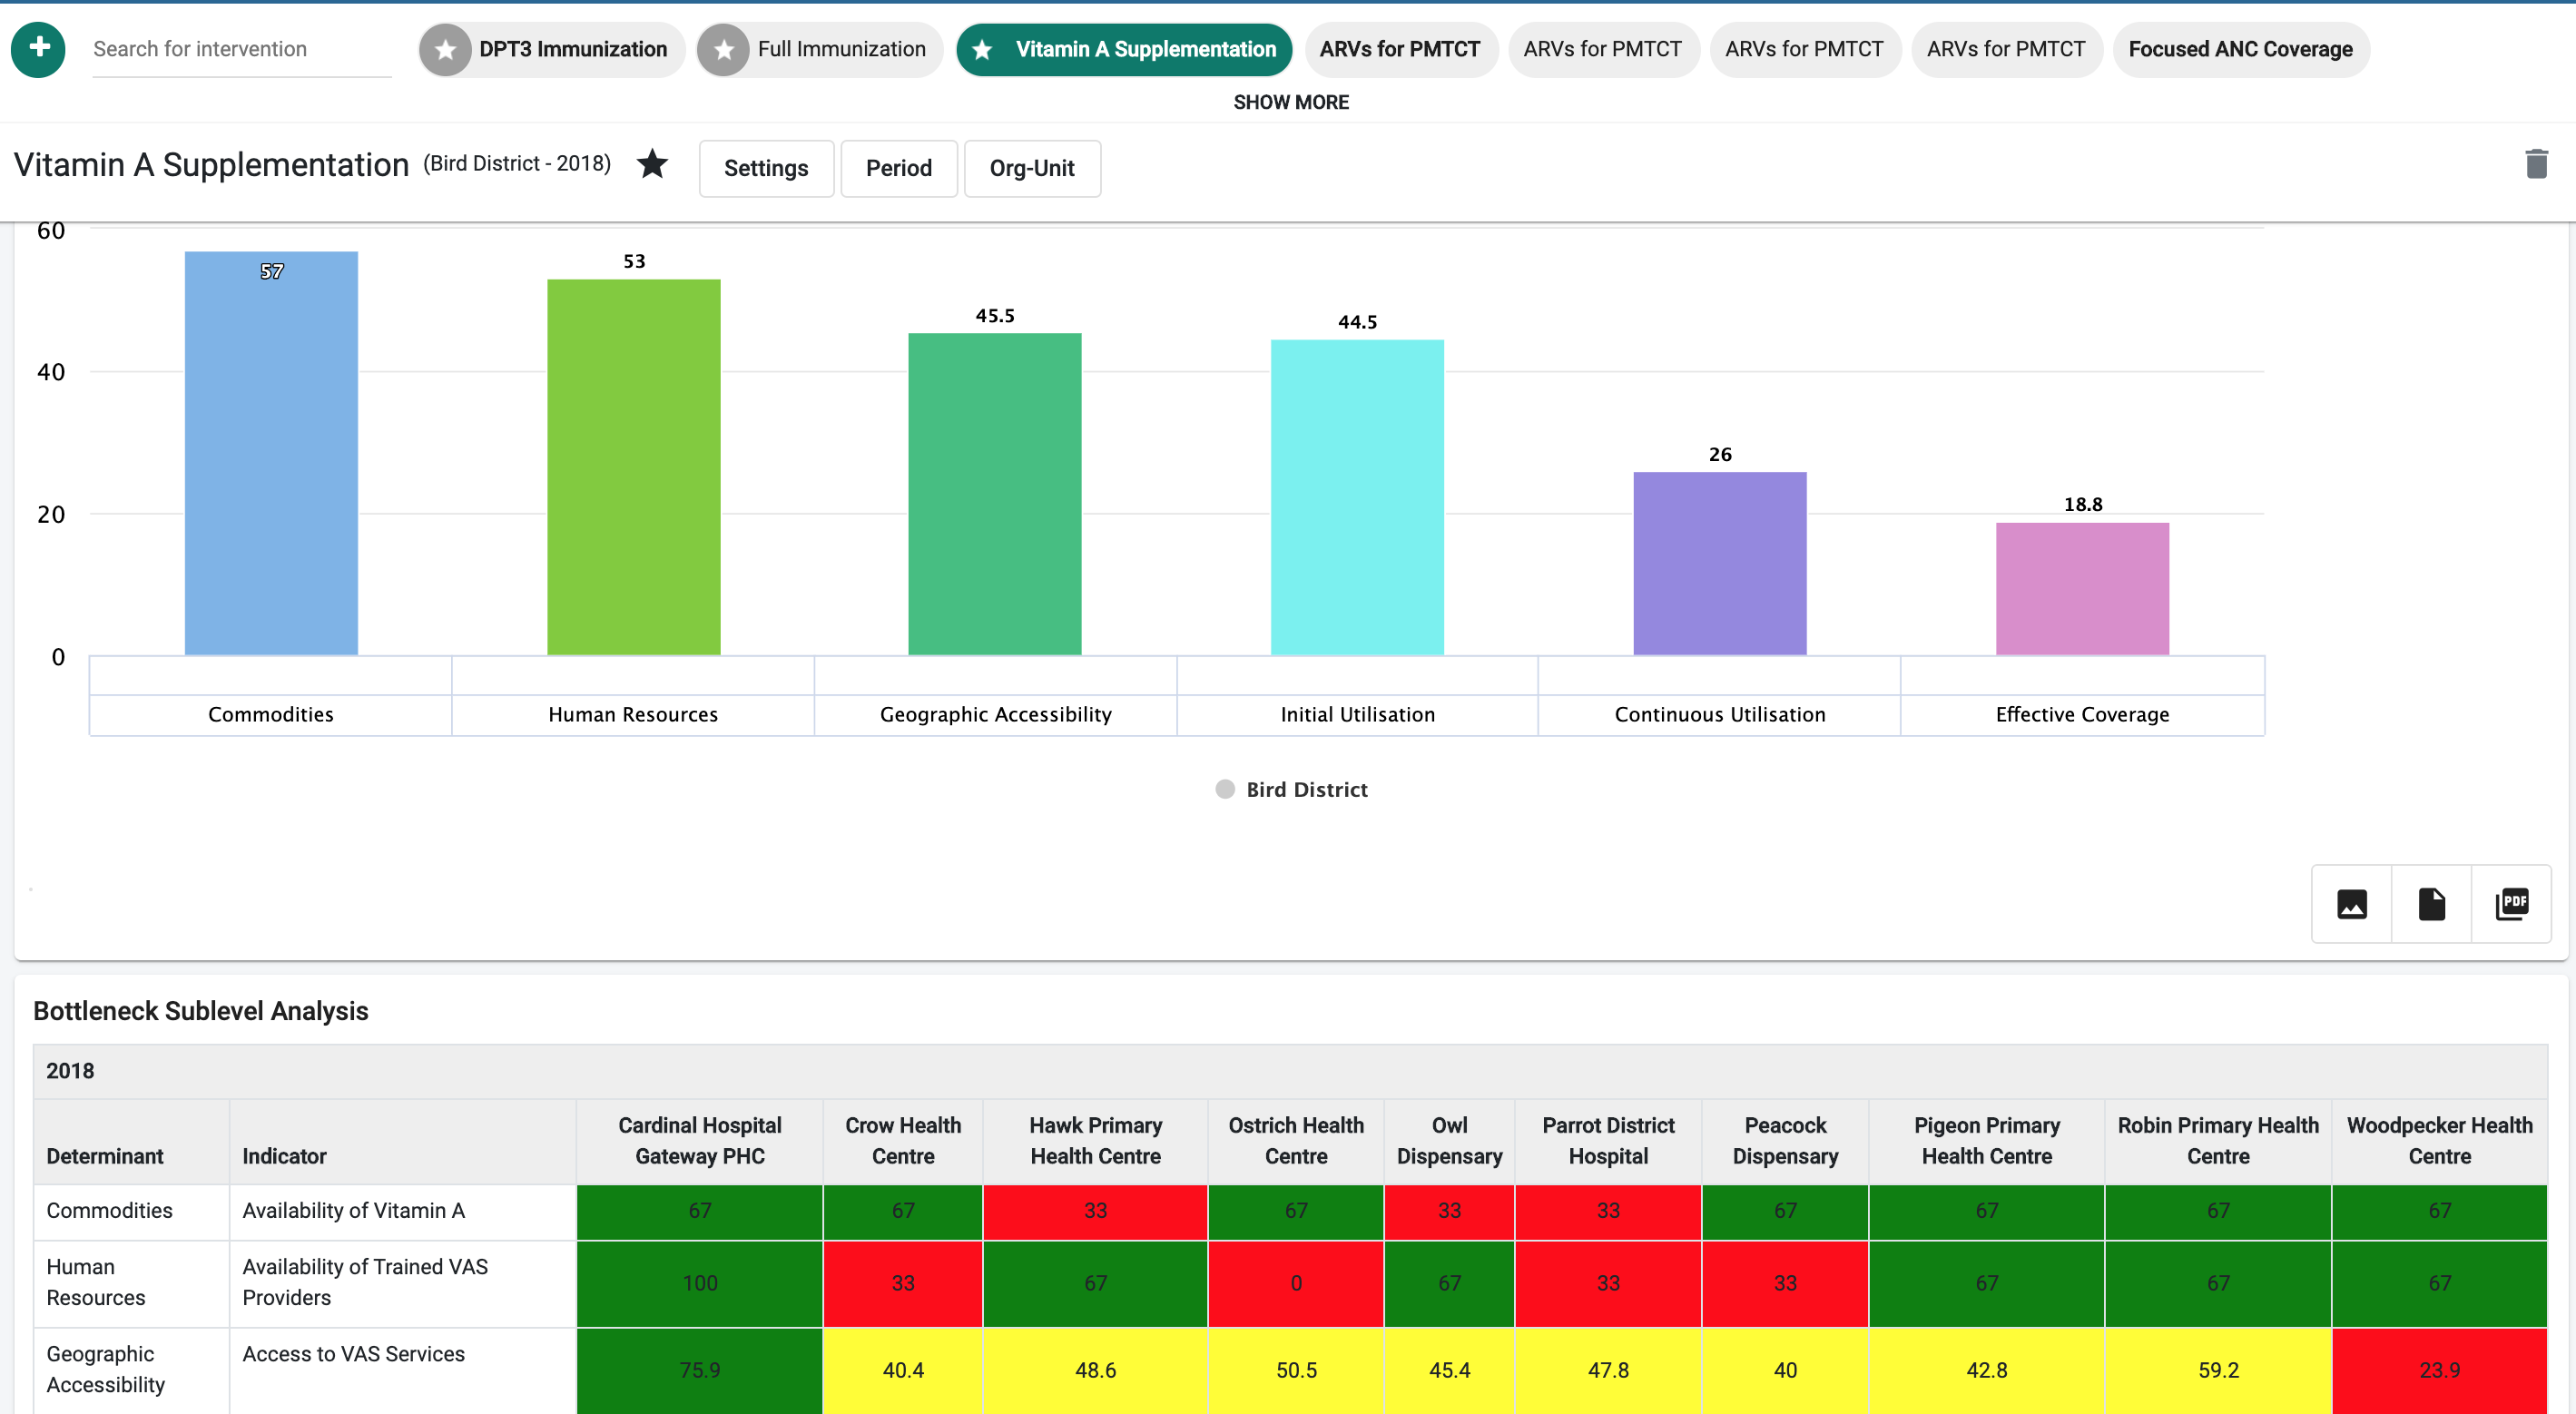 Search for intervention
DPT3 Immunization
Full Immunization
Vitamin A Supplementation
ARVs for PMTCT
ARVs for PMTCT
ARVs for PMTCT
ARVs for PMTCT
Focused ANC Coverage
SHOW MORE
Vitamin A Supplementation (Bird District - 2018)
Settings
Period
Org-Unit
60
40
20
0
57
53
45.5
44.5
26
18.8
Commodities
Human Resources
Geographic Accessibility
Initial Utilisation
Continuous Utilisation
Effective Coverage
Bird District
PDF
Bottleneck Sublevel Analysis
2018
Determinant
Indicator
Cardinal Hospital
Gateway PHC
Crow Health
Centre
Hawk Primary
Health Centre
Ostrich Health
Centre
Owl
Dispensary
Parrot District
Hospital
Peacock
Dispensary
Pigeon Primary
Health Centre
Robin Primary Health
Centre
Woodpecker Health
Centre
Commodities
Availability of Vitamin A
67
67
33
67
33
33
67
67
67
67
Human
Resources
Availability of Trained VAS
Providers
100
33
67
0
67
33
33
67
67
67
Geographic
Accessibility
Access to VAS Services
75.9
40.4
48.6
50.5
45.4
47.8
40
42.8
59.2
23.9